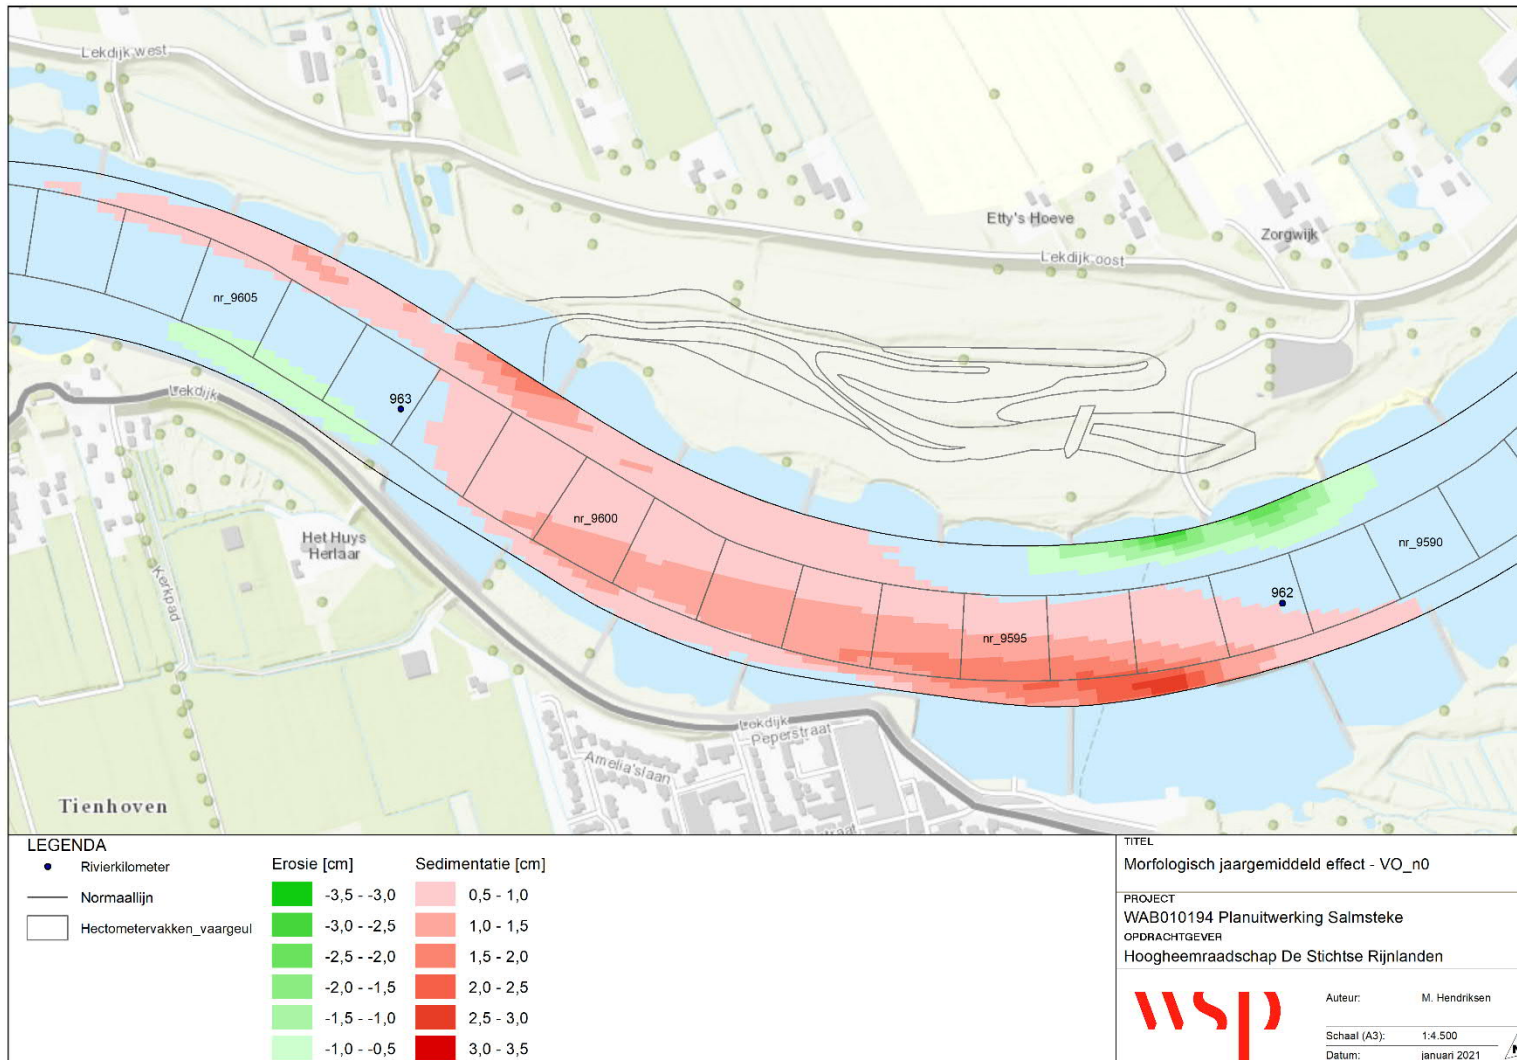 Lekdijk west
Etty's Hoeve
Zorgwijk
Lekdijk oost
nr_9605
963
Lekdijk
nr_9600
nr_9590
Het Huys
Herlaar
962
Kerkpad
nr_9595
Lekdijk
Peperstraat
Amelia'slaan
Tienhoven
straat
LEGENDA
Rivierkilometer
Normaallijn
Hectometervakken_vaargeul
Erosie [cm]
-3,5 - -3,0
-3,0 - -2,5
-2,5 - -2,0
-2,0 - -1,5
-1,5 - -1,0
-1,0 - -0,5
Sedimentatie [cm]
0,5 - 1,0
1,0 - 1,5
1,5 - 2,0
2,0 - 2,5
2,5 - 3,0
3,0 - 3,5
TITEL
Morfologisch jaargemiddeld effect - VO_n0
PROJECT
WAB010194 Planuitwerking Salmsteke
OPDRACHTGEVER
Hoogheemraadschap De Stichtse Rijnlanden
wsp
Auteur: M. Hendriksen
Schaal (A3): 1:4.500
Datum: januari 2021